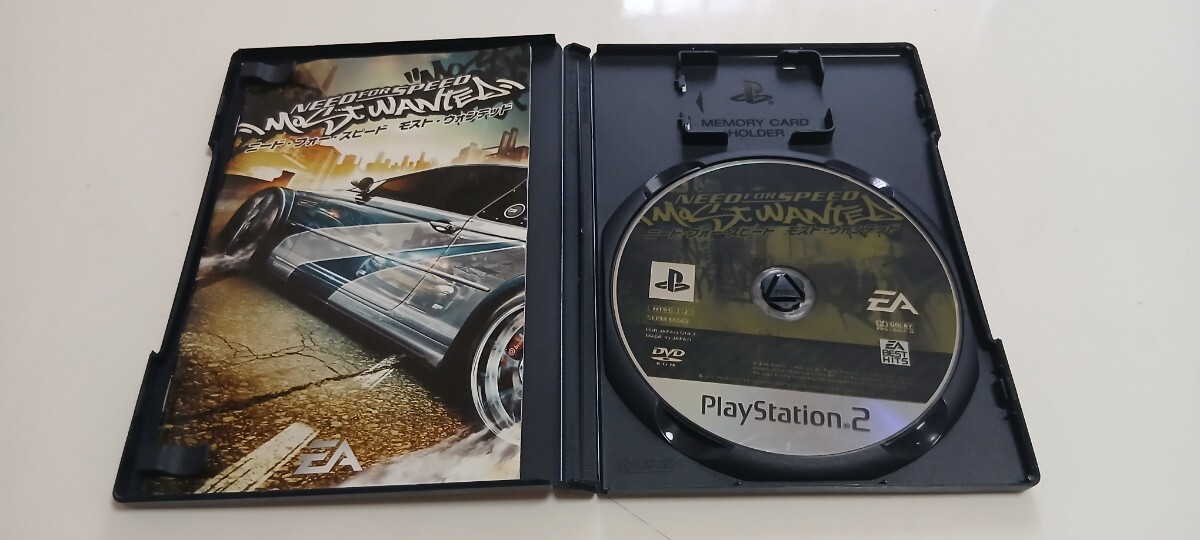 NEED FOR SPEED
MOST WANTED
ニード・フォー・スピード モスト・ウォンテッド
EA
MEMORY CARD
HOLDER
NEED FOR SPEED
MOST WANTED
ニード・フォー・スピード モスト・ウォンテッド
EA
NTSC J
DOLBY
FOR JAPAN ONLY
MADE IN JAPAN
EA
BEST
HITS
DVD
ROM
PlayStation.2